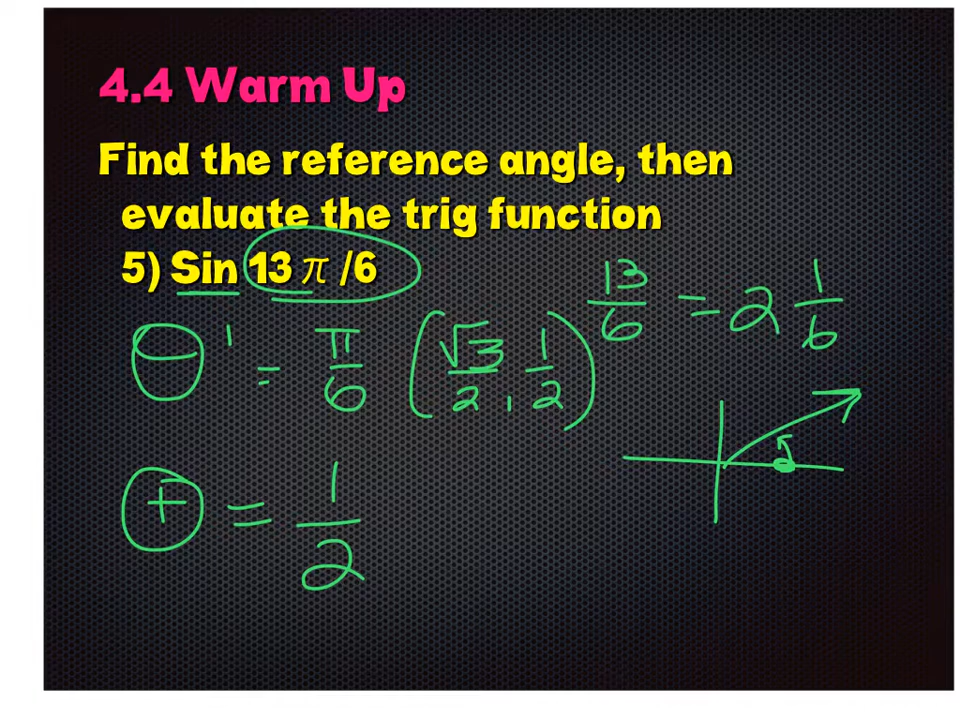 4.4 Warm Up
Find the reference angle, then
evaluate the trig function
5) Sin 13 π /6
13/6 = 2 1/6
θ' = π/6 (√3/2, 1/2)
+ = 1/2